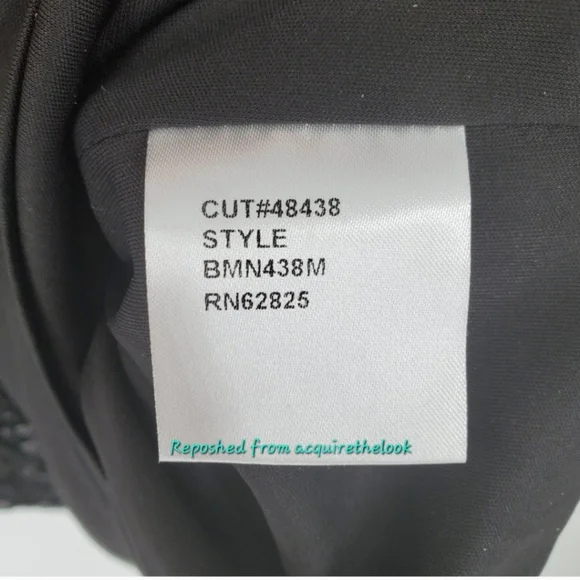 CUT#48438
STYLE
BMN438M
RN62825
Reposhed from acquirethelook